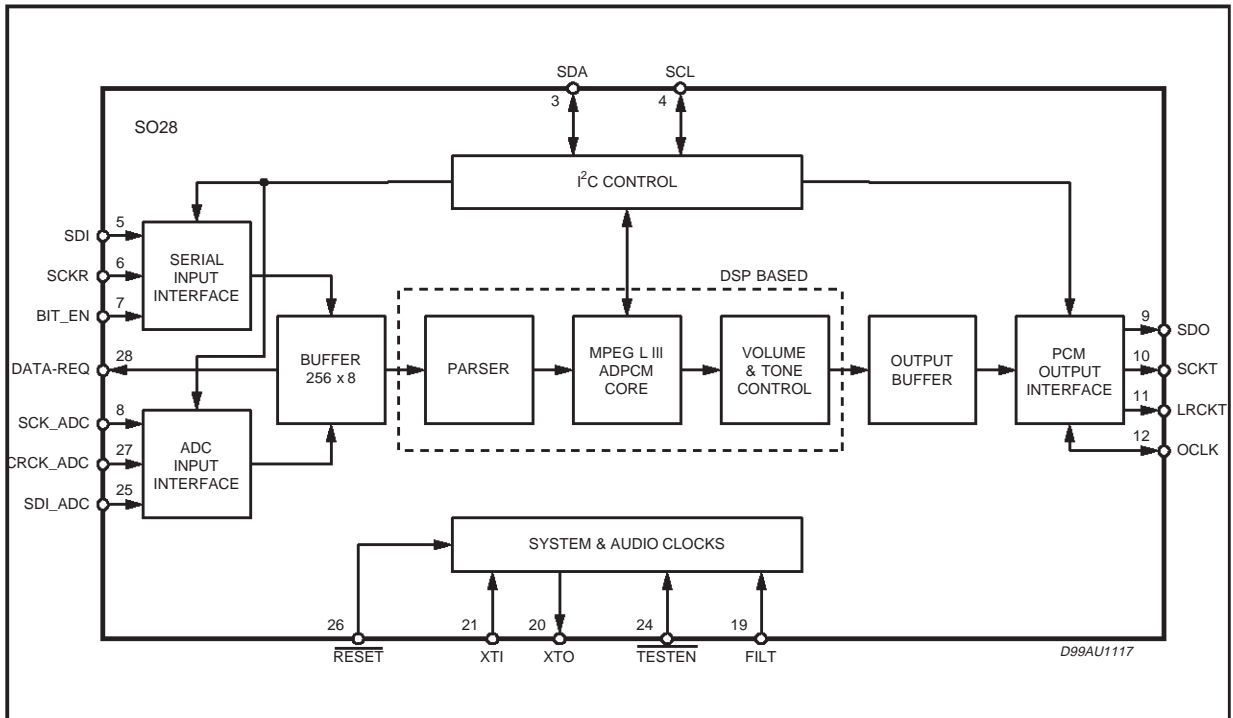 SDA
SCL
3
4
SO28
I²C CONTROL
SDI
5
SCKR
6
BIT_EN
7
SERIAL
INPUT
INTERFACE
DATA-REQ
28
SCK_ADC
8
CRCK_ADC
27
SDI_ADC
25
ADC
INPUT
INTERFACE
BUFFER
256 x 8
DSP BASED
PARSER
MPEG L III
ADPCM
CORE
VOLUME
& TONE
CONTROL
OUTPUT
BUFFER
PCM
OUTPUT
INTERFACE
9
SDO
10
SCKT
11
LRCKT
12
OCLK
SYSTEM & AUDIO CLOCKS
26
21
20
24
19
RESET
XTI
XTO
TESTEN
FILT
D99AU1117